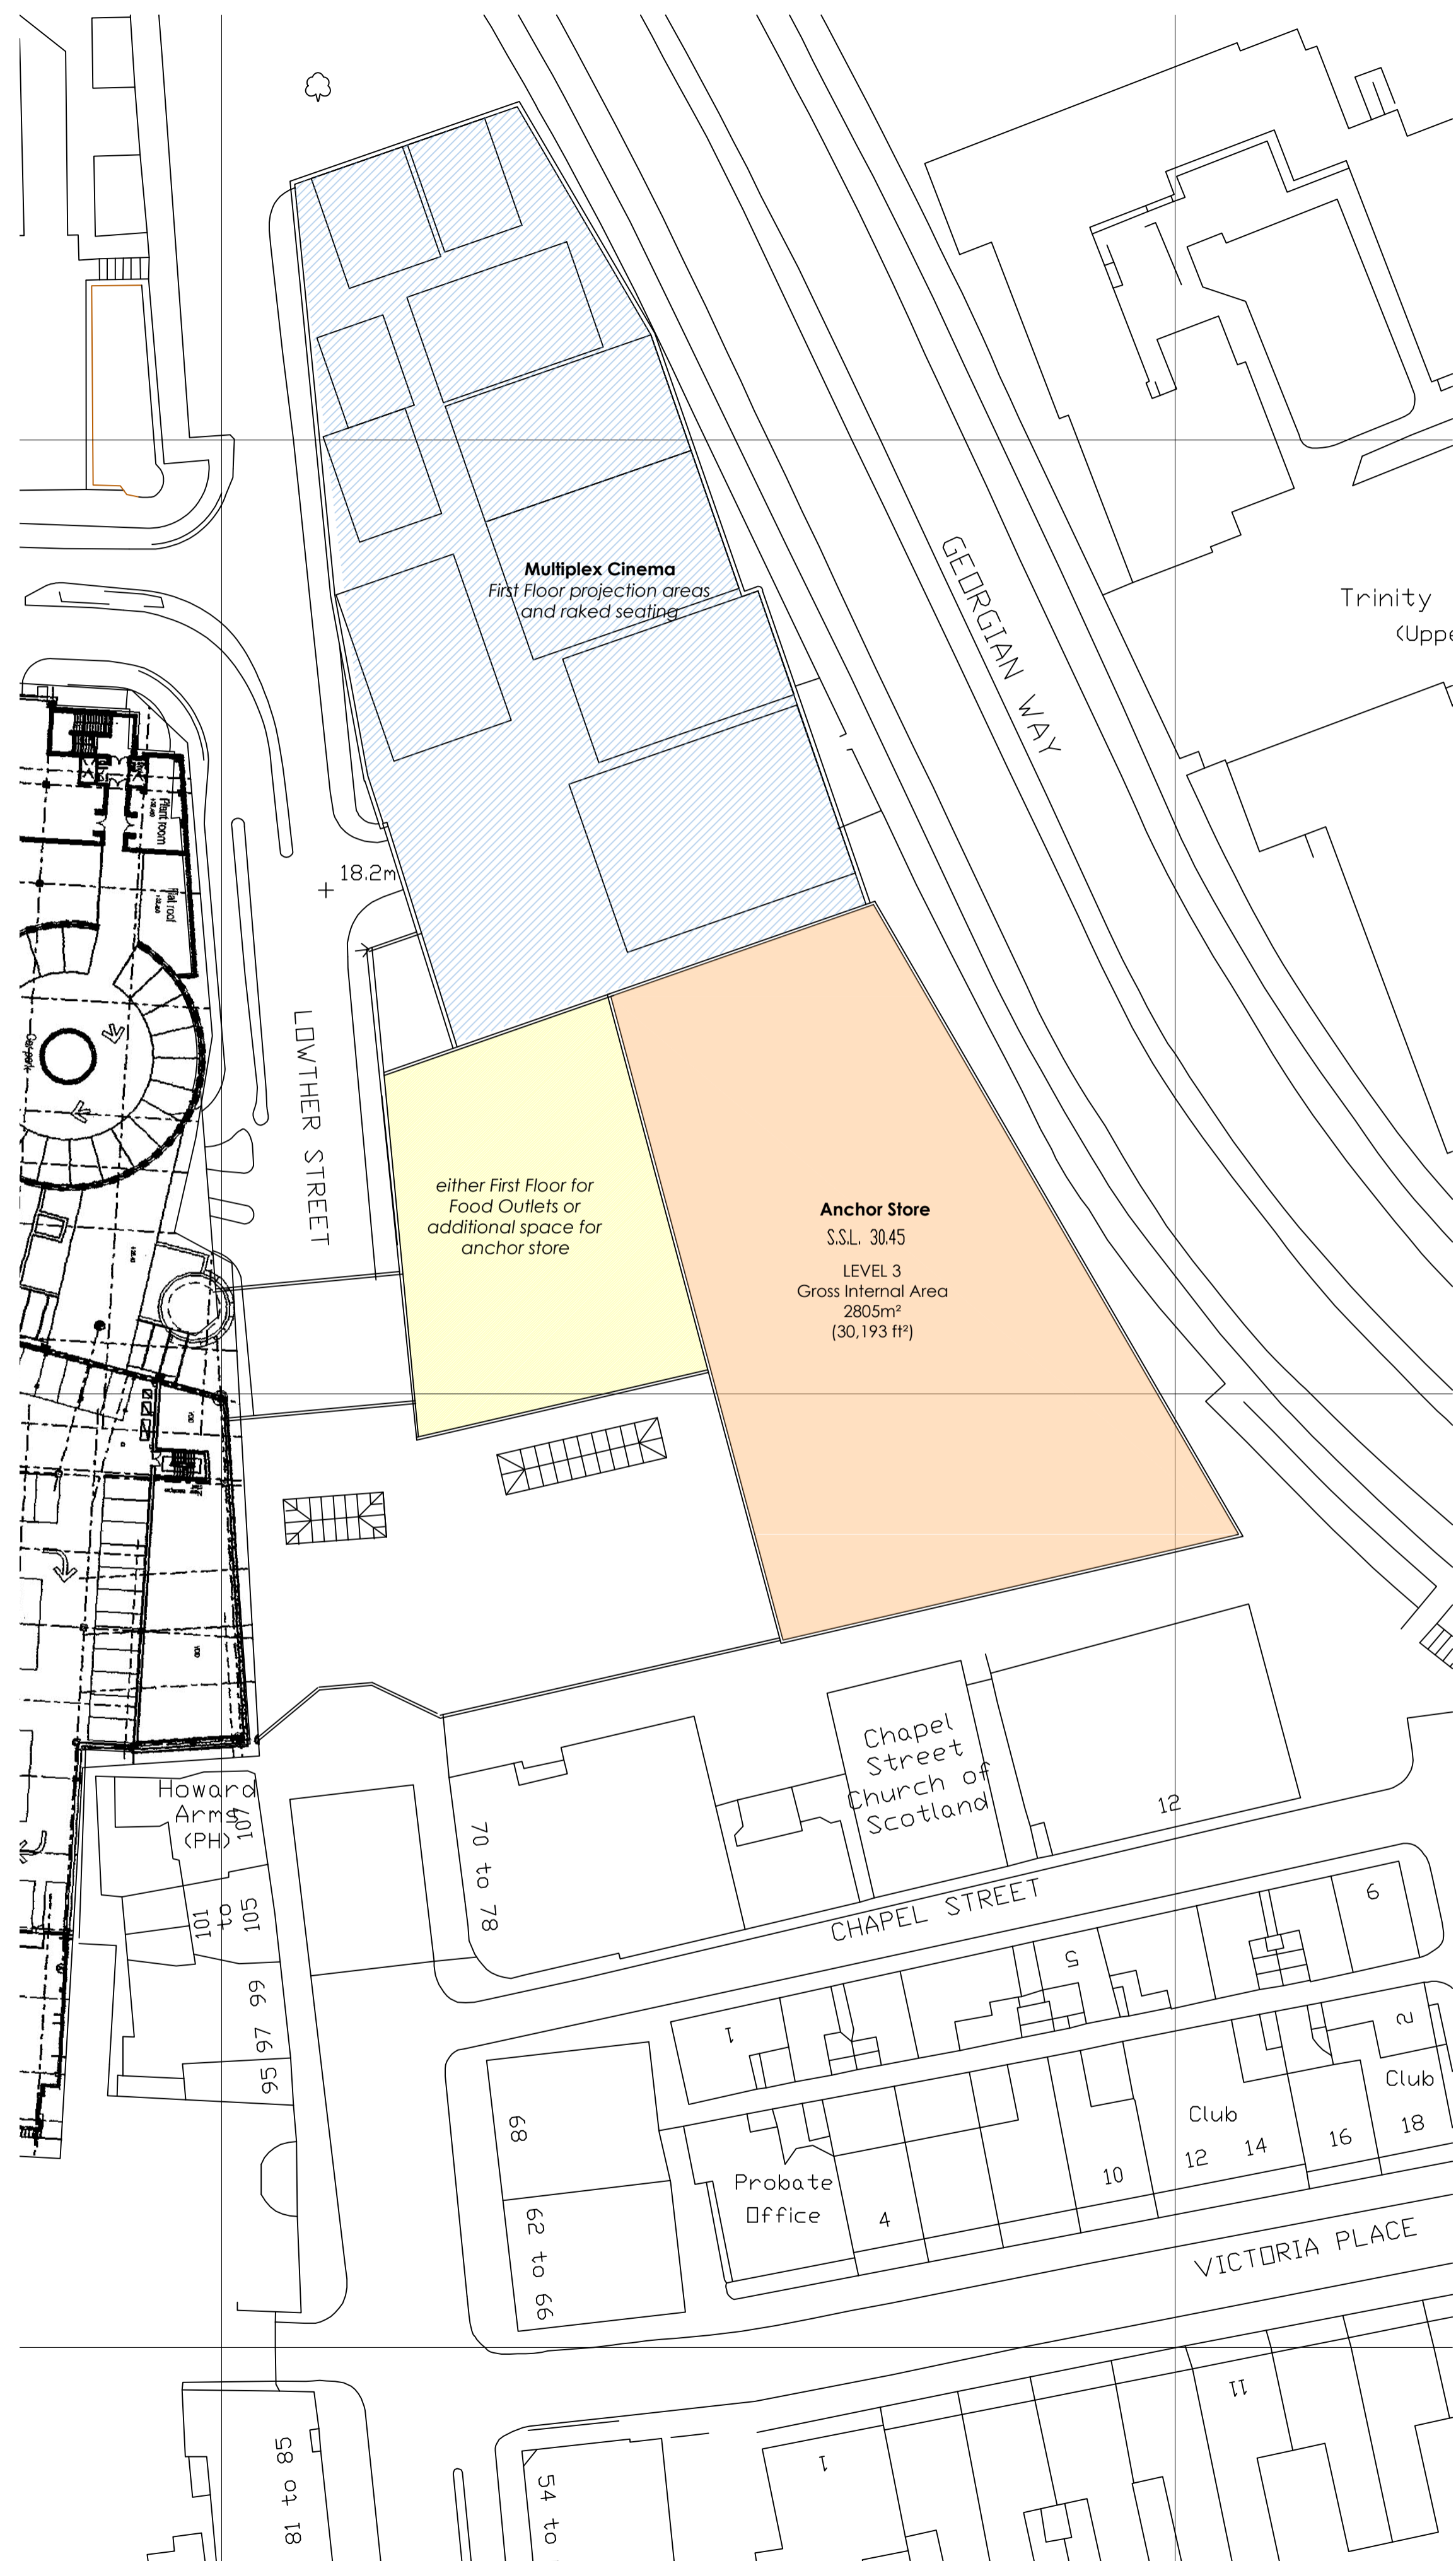 Multiplex Cinema
First Floor projection areas
and raked seating
GEORGIAN WAY
Trinity
(Uppe
Plant room
flat roof
18.2m
LOWTHER STREET
either First Floor for
Food Outlets or
additional space for
anchor store
Anchor Store
S.S.L. 30.45
LEVEL 3
Gross Internal Area
2805m²
(30,193 ft²)
Chapel
Street
Church of
Scotland
12
Howard
Arms
(PH)
107
101
to
105
70 to 78
CHAPEL STREET
6
5
1
99
97
95
2
Club
18
Club
12
14
16
10
68
Probate
Office
4
62 to 66
VICTORIA PLACE
11
1
81 to 85
54 to